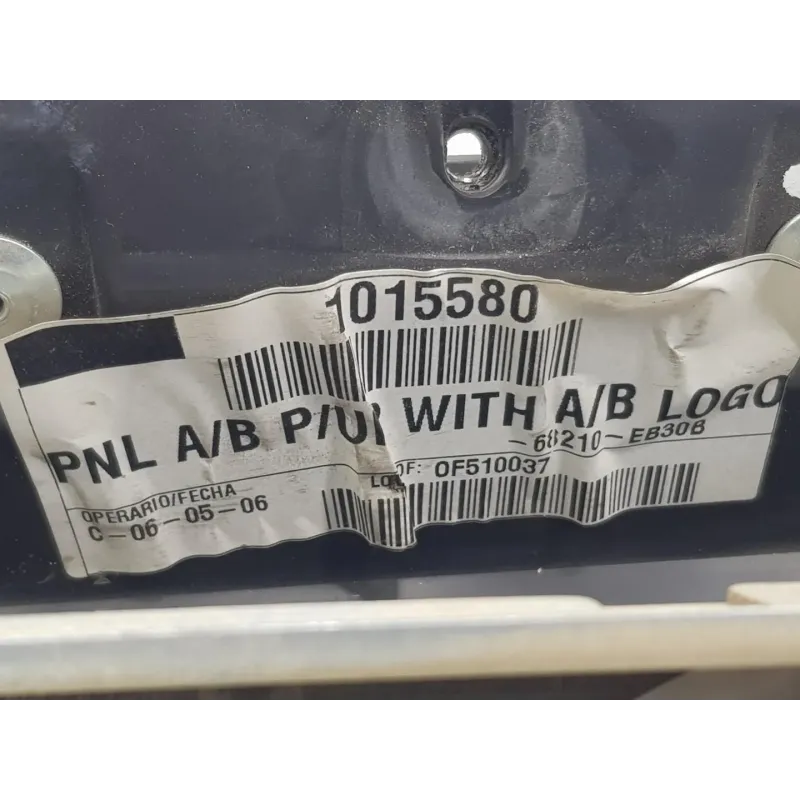 1015580
PNL A/B P/U WITH A/B LOGO
68210-EB30B
OF: 0F510037
OPERARIO/FECHA
C-06-05-06